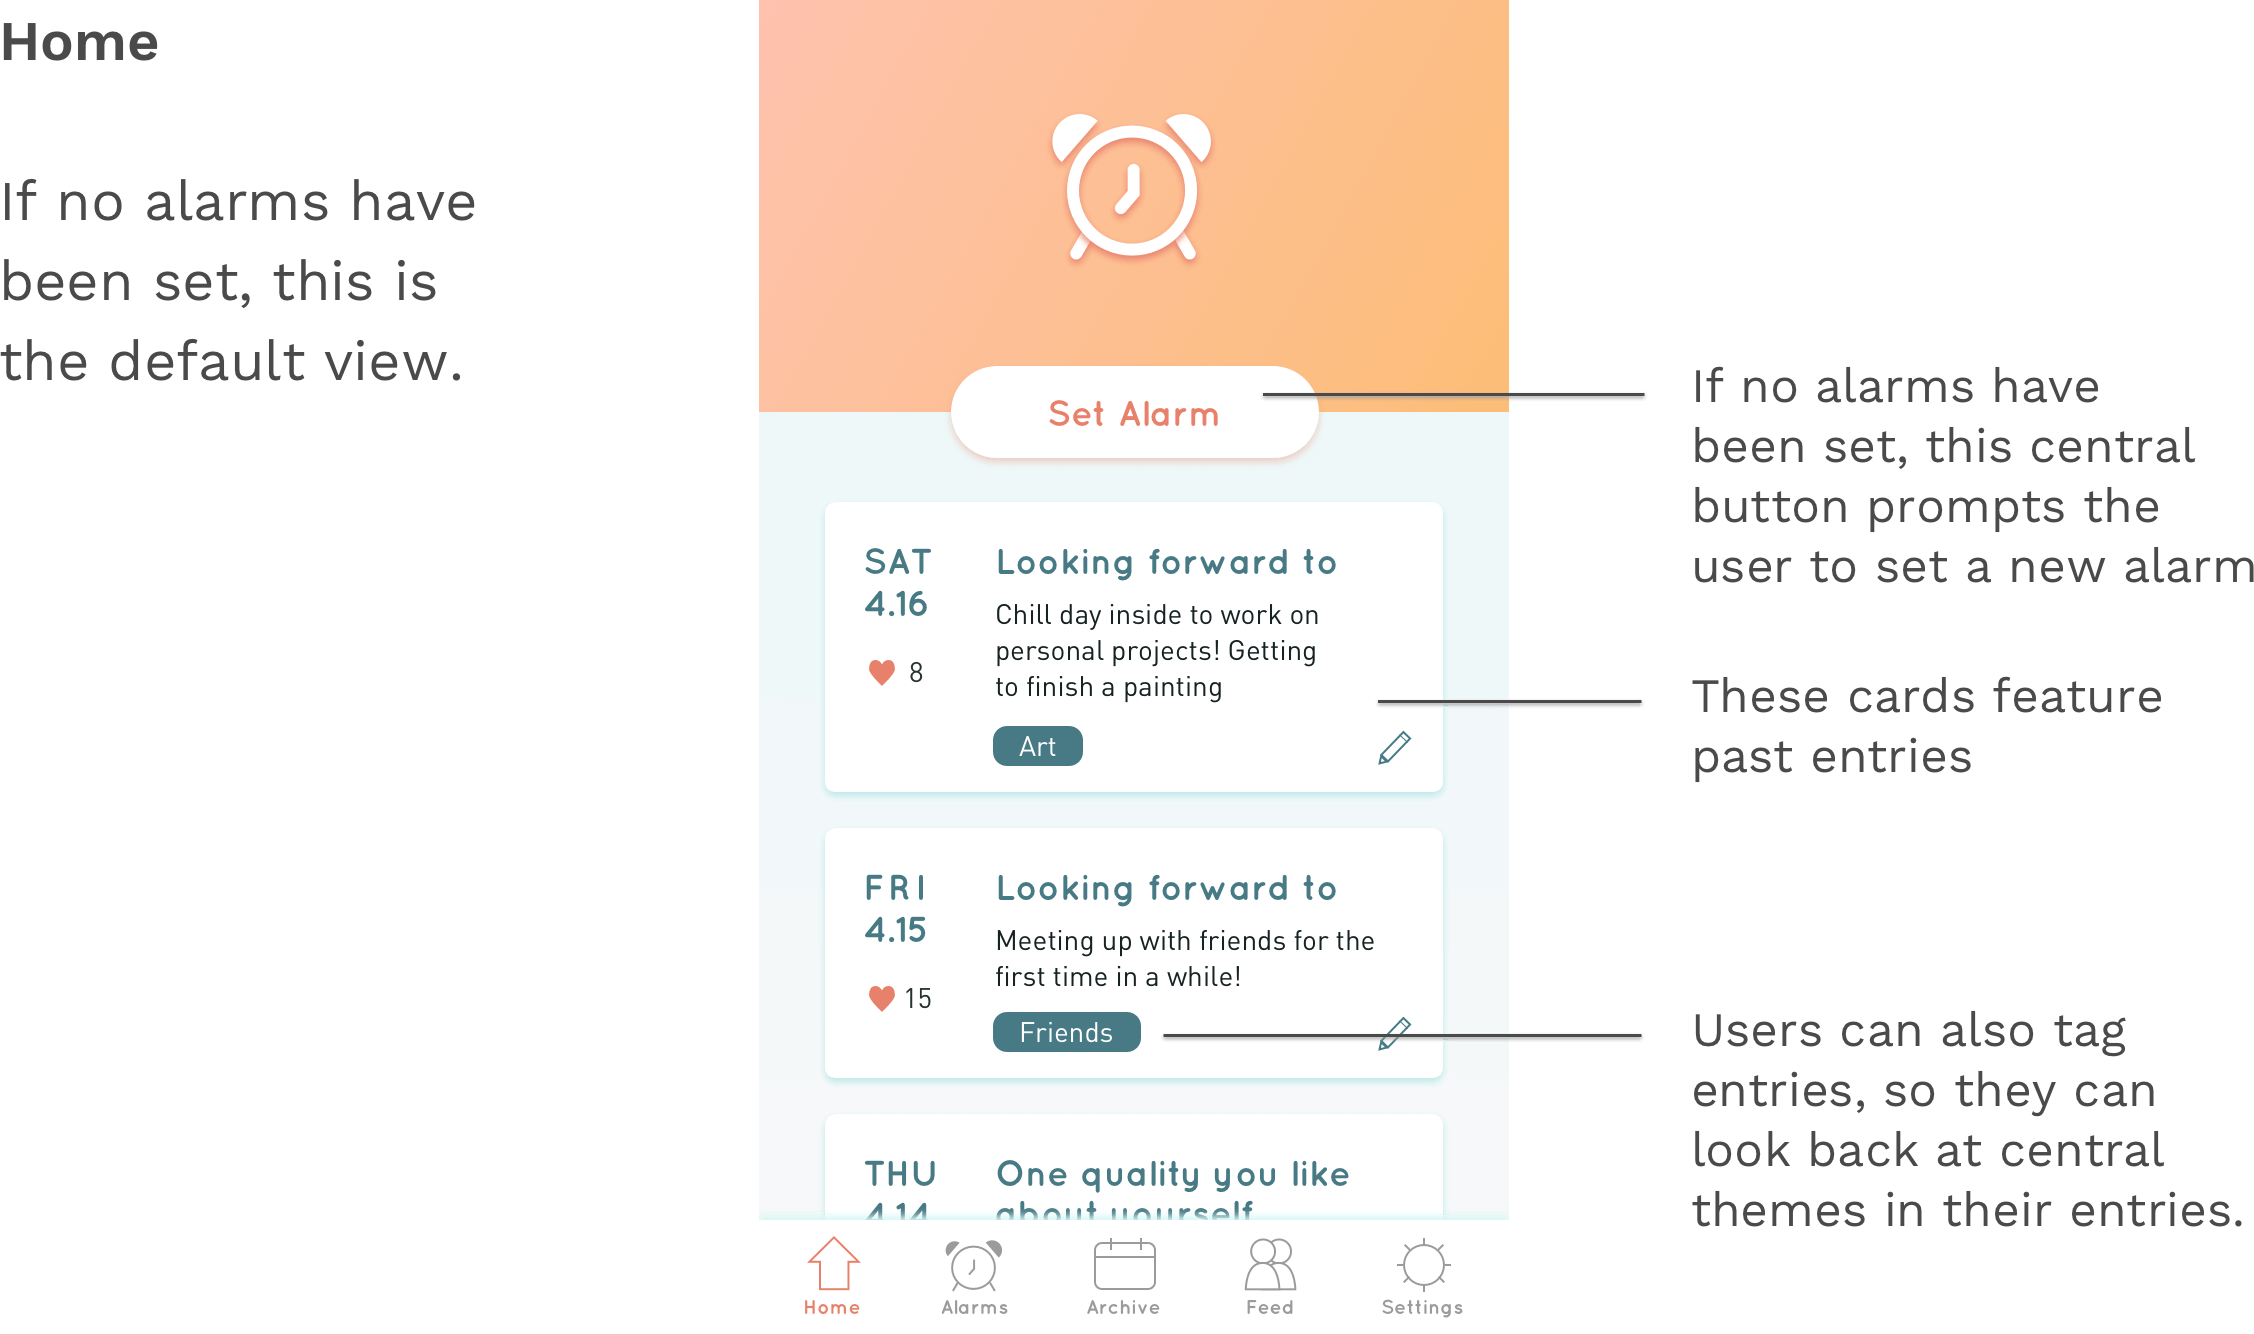 Home
If no alarms have
been set, this is
the default view.
Set Alarm
SAT
4.16
8
Looking forward to
Chill day inside to work on
personal projects! Getting
to finish a painting
Art
FRI
4.15
15
Looking forward to
Meeting up with friends for the
first time in a while!
Friends
THU
4.14
One quality you like
about yourself
Home
Alarms
Archive
Feed
Settings
If no alarms have
been set, this central
button prompts the
user to set a new alarm
These cards feature
past entries
Users can also tag
entries, so they can
look back at central
themes in their entries.